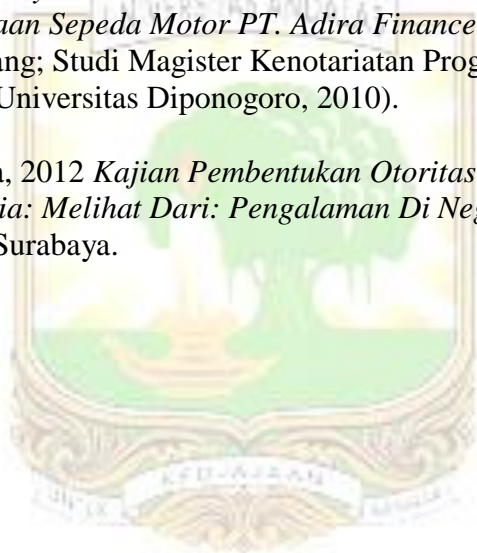 aan Sepeda Motor PT. Adira Finance
ang; Studi Magister Kenotariatan Prog
Universitas Diponogoro, 2010).
a, 2012 Kajian Pembentukan Otoritas
ia: Melihat Dari: Pengalaman Di Neg
Surabaya.
KEDJAJAAN